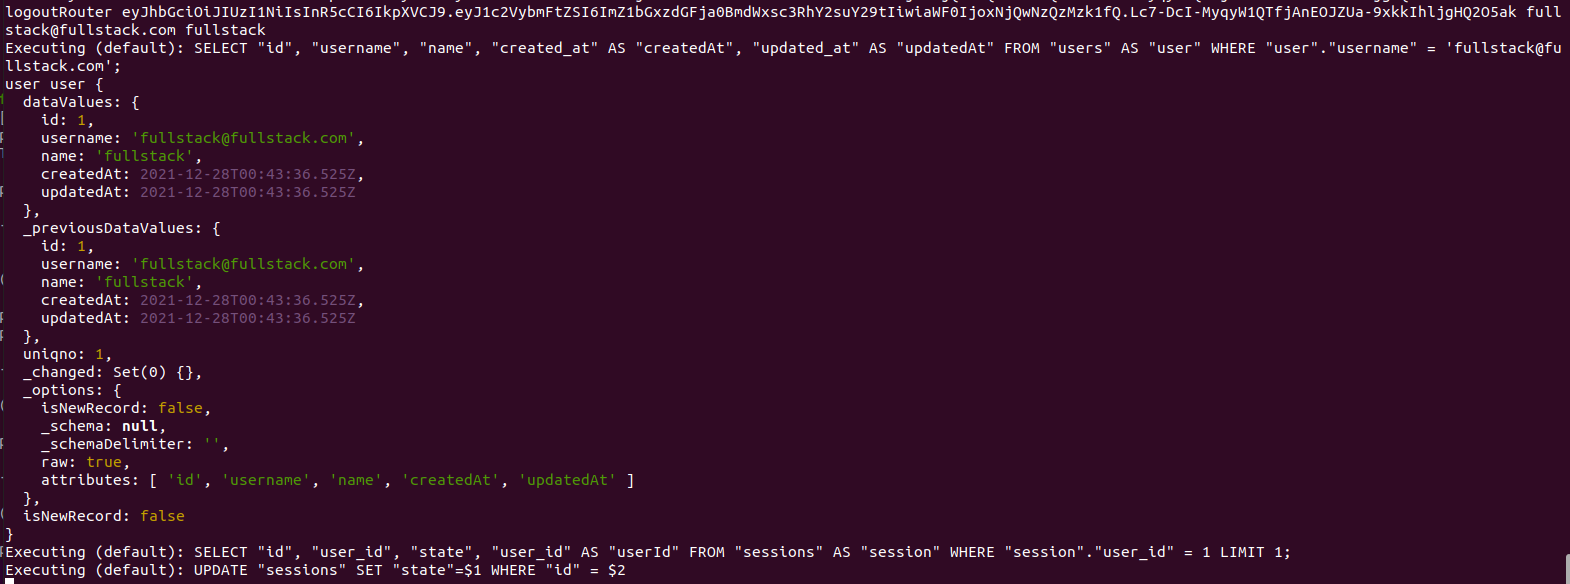 logoutRouter eyJhbGciOiJIUzI1NiIsInR5cCI6IkpXVCJ9.eyJ1c2VybmFtZSI6ImZ1bGxzdGFja0BmdWxsc3RhY2suY29tIiwiaWF0IjoxNjQwNzQzMzk1fQ.Lc7-DcI-MyqyW1QTfjAnEOJZUa-9xkkIhljgHQ2O5ak full
stack@fullstack.com fullstack
Executing (default): SELECT "id", "username", "name", "created_at" AS "createdAt", "updated_at" AS "updatedAt" FROM "users" AS "user" WHERE "user"."username" = 'fullstack@fu
llstack.com';
user user {
  dataValues: {
    id: 1,
    username: 'fullstack@fullstack.com',
    name: 'fullstack',
    createdAt: 2021-12-28T00:43:36.525Z,
    updatedAt: 2021-12-28T00:43:36.525Z
  },
  _previousDataValues: {
    id: 1,
    username: 'fullstack@fullstack.com',
    name: 'fullstack',
    createdAt: 2021-12-28T00:43:36.525Z,
    updatedAt: 2021-12-28T00:43:36.525Z
  },
  uniqno: 1,
  _changed: Set(0) {},
  _options: {
    isNewRecord: false,
    _schema: null,
    _schemaDelimiter: '',
    raw: true,
    attributes: [ 'id', 'username', 'name', 'createdAt', 'updatedAt' ]
  },
  isNewRecord: false
}
Executing (default): SELECT "id", "user_id", "state", "user_id" AS "userId" FROM "sessions" AS "session" WHERE "session"."user_id" = 1 LIMIT 1;
Executing (default): UPDATE "sessions" SET "state"=$1 WHERE "id" = $2